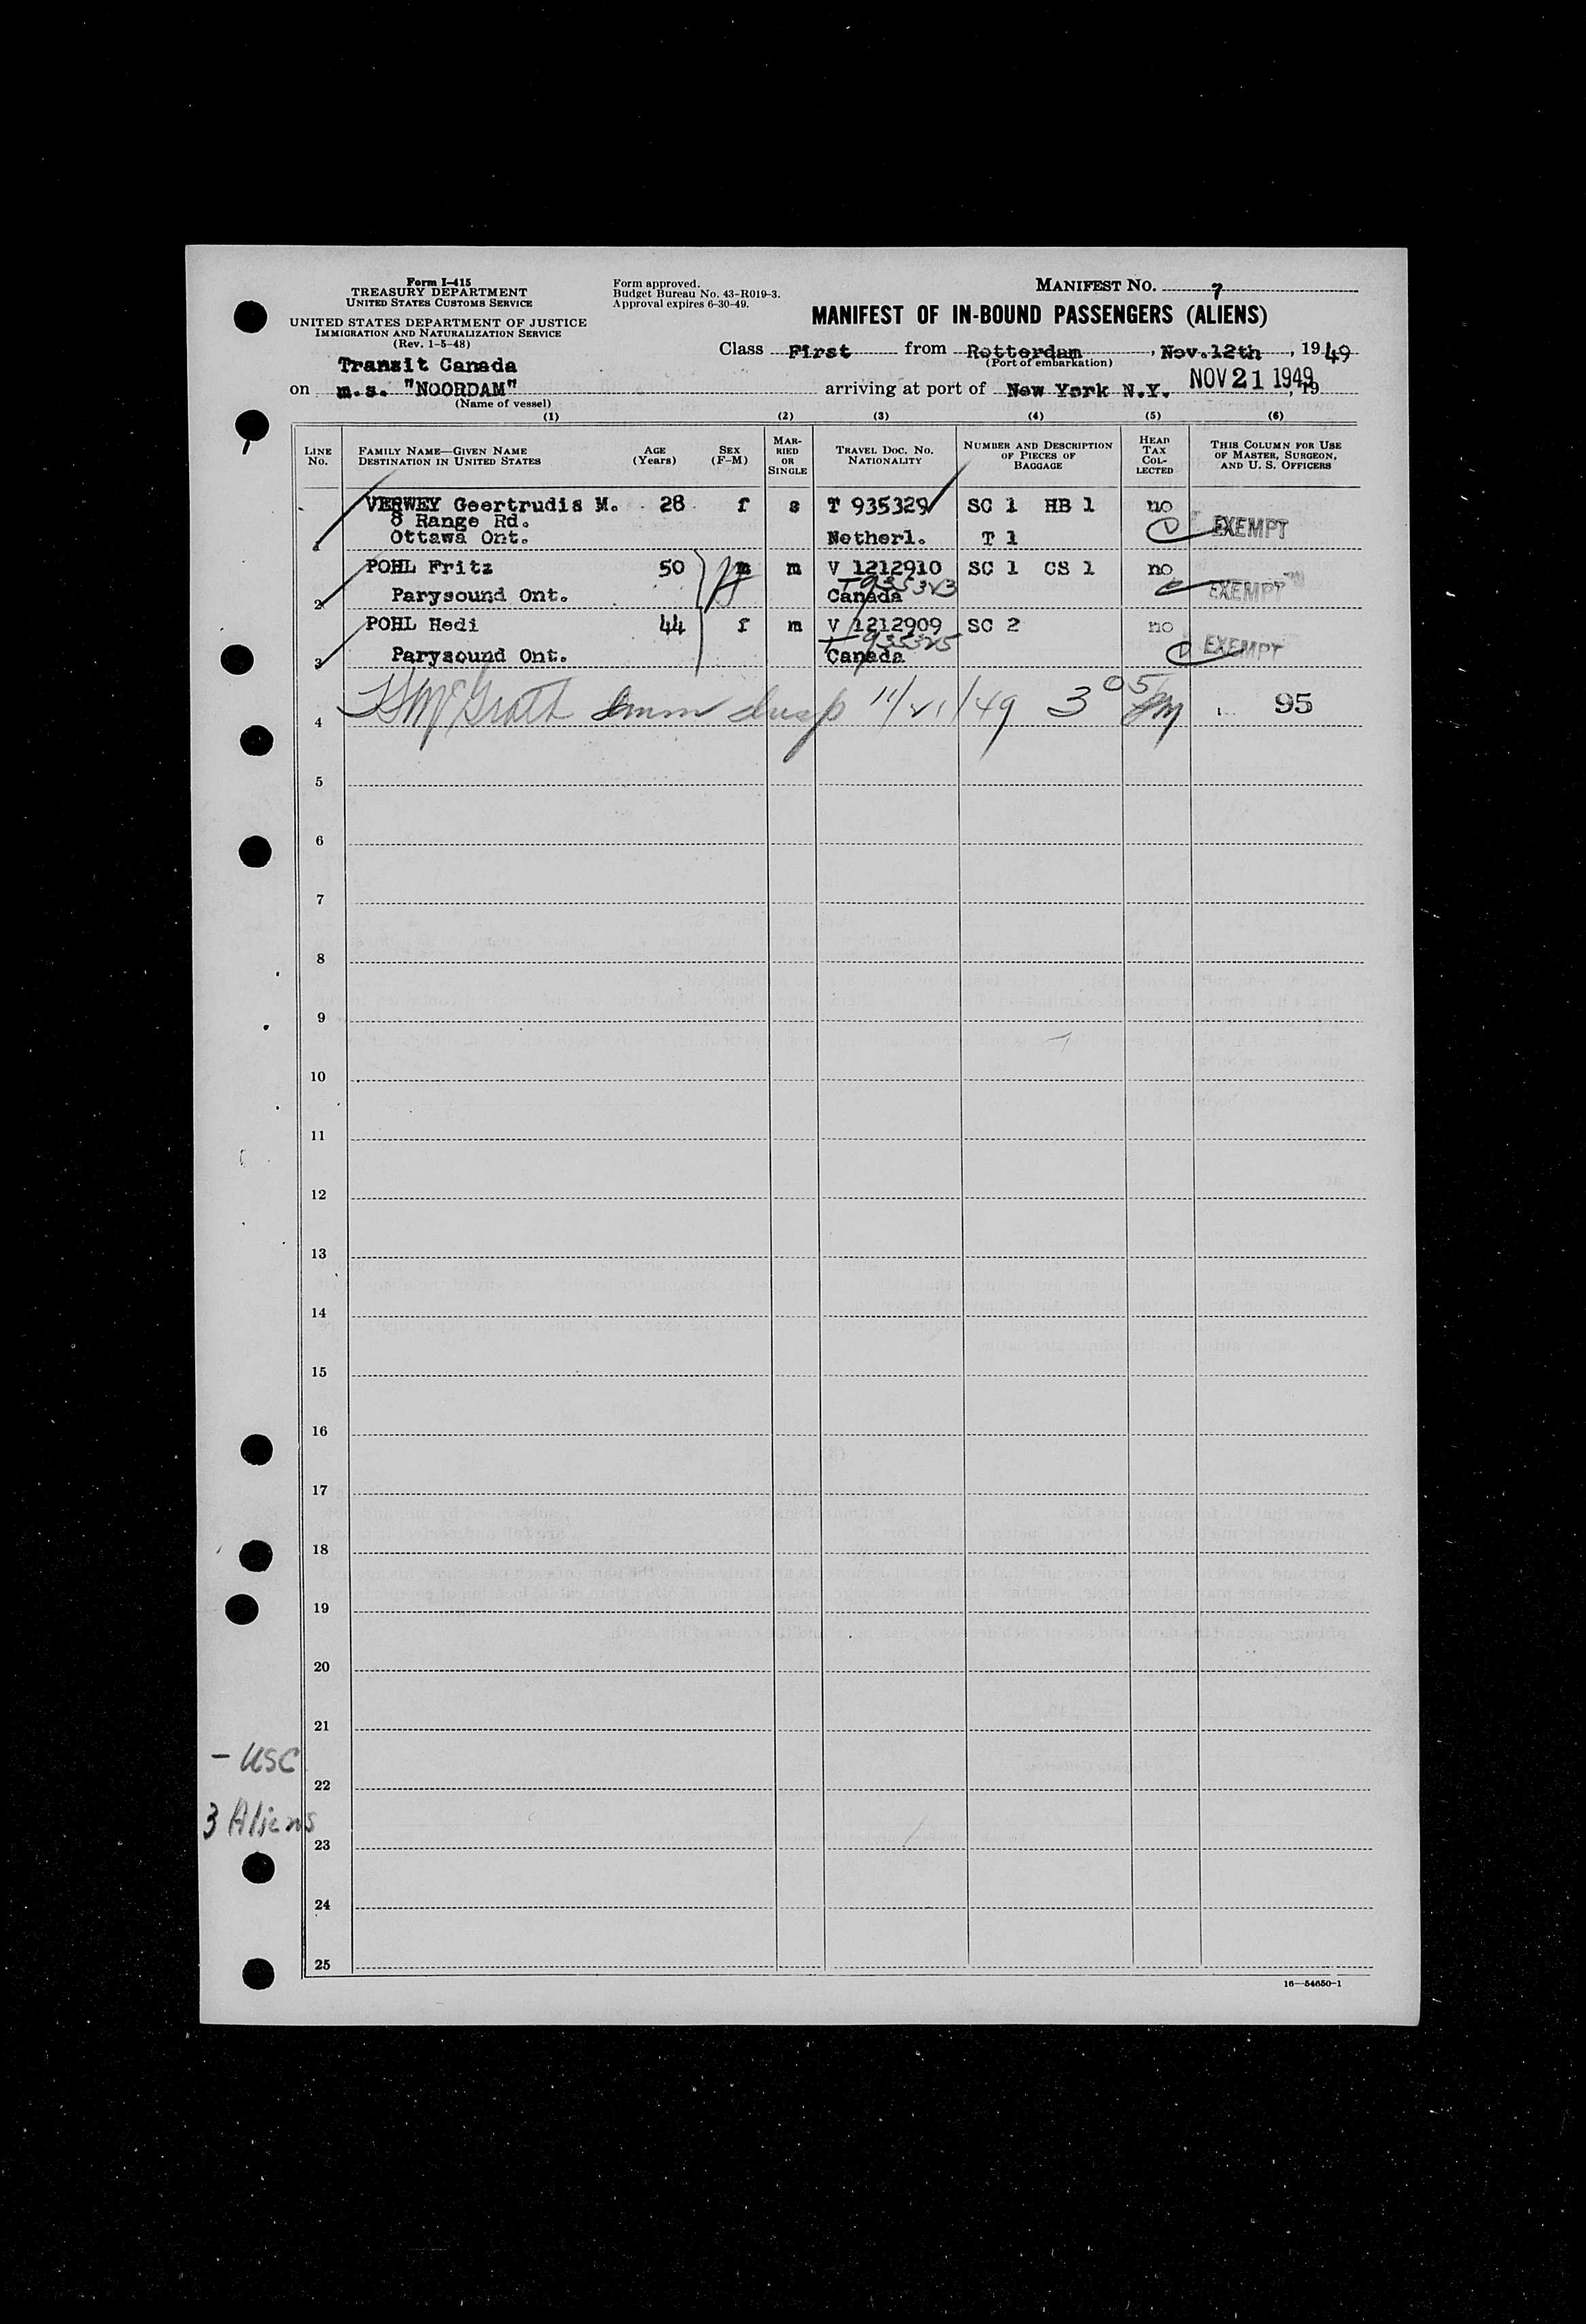 Form I-415
TREASURY DEPARTMENT
UNITED STATES CUSTOMS SERVICE
UNITED STATES DEPARTMENT OF JUSTICE
IMMIGRATION AND NATURALIZATION SERVICE
(Rev. 1-5-48)
Form approved.
Budget Bureau No. 43-R019-3.
Approval expires 6-30-49.
MANIFEST NO. 7
MANIFEST OF IN-BOUND PASSENGERS (ALIENS)
Class First from Rotterdam, Nov.12th, 1949
(Port of embarkation)
Transit Canada
on m.s. "NOORDAM" arriving at port of New York N.Y. NOV 21 1949, 19
(Name of vessel)
(1) (2) (3) (4) (5) (6)
LINE No. FAMILY NAME—GIVEN NAME DESTINATION IN UNITED STATES AGE (Years) SEX (F-M) MARRIED OR SINGLE TRAVEL DOC. NO. NATIONALITY NUMBER AND DESCRIPTION OF PIECES OF BAGGAGE HEAD TAX COLLECTED THIS COLUMN FOR USE OF MASTER, SURGEON, AND U. S. OFFICERS
VERWEY Geertrudis M. 28 f s T 935329 SC 1 HB 1 no
8 Range Rd.
1 Ottawa Ont. Netherl. T 1 EXEMPT
POHL Fritz 50 m m V 1212910 SC 1 CS 1 no
T-935323
2 Parysound Ont. Canada EXEMPT
POHL Hedi 44 f m V 1212909 SC 2 no
T-935325
3 Parysound Ont. Canada EXEMPT
4 McGrath Imm Insp 11/21/49 3 05 pm 95
5
6
7
8
9
10
11
12
13
14
15
16
17
18
19
20
21
- USC
22
3 Aliens
23
24
25
16—54650-1